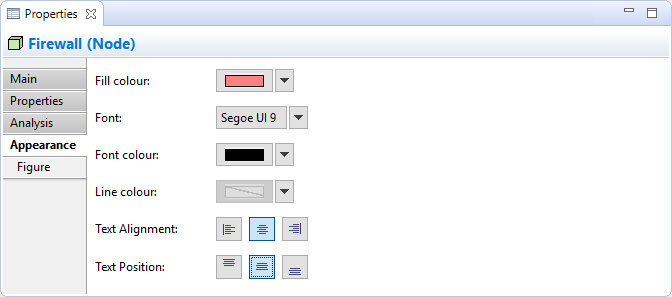 Properties
Firewall (Node)
Main
Properties
Analysis
Appearance
Figure
Fill colour:
Font: Segoe UI 9
Font colour:
Line colour:
Text Alignment:
Text Position: